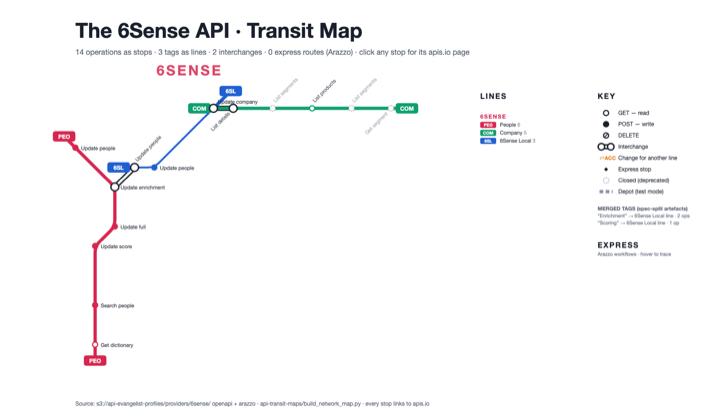 The 6Sense API · Transit Map
14 operations as stops · 3 tags as lines · 2 interchanges · 0 express routes (Arazzo) · click any stop for its apis.io page
6SENSE
6SL
COM
Update company
List details
List segments
List products
List segments
Get segment
COM
PEO
Update people
6SL
Update people
Update people
Update enrichment
Update full
Update score
Search people
Get dictionary
PEO
LINES
6SENSE
PEO People 6
COM Company 5
6SL 6Sense Local 3
KEY
GET — read
POST — write
DELETE
Interchange
ACC Change for another line
Express stop
Closed (deprecated)
Depot (test mode)
MERGED TAGS (spec-split artefacts)
"Enrichment" → 6Sense Local line · 2 ops
"Scoring" → 6Sense Local line · 1 op
EXPRESS
Arazzo workflows · hover to trace
Source: s3://api-evangelist-profiles/providers/6sense/ openapi + arazzo · api-transit-maps/build_network_map.py · every stop links to apis.io